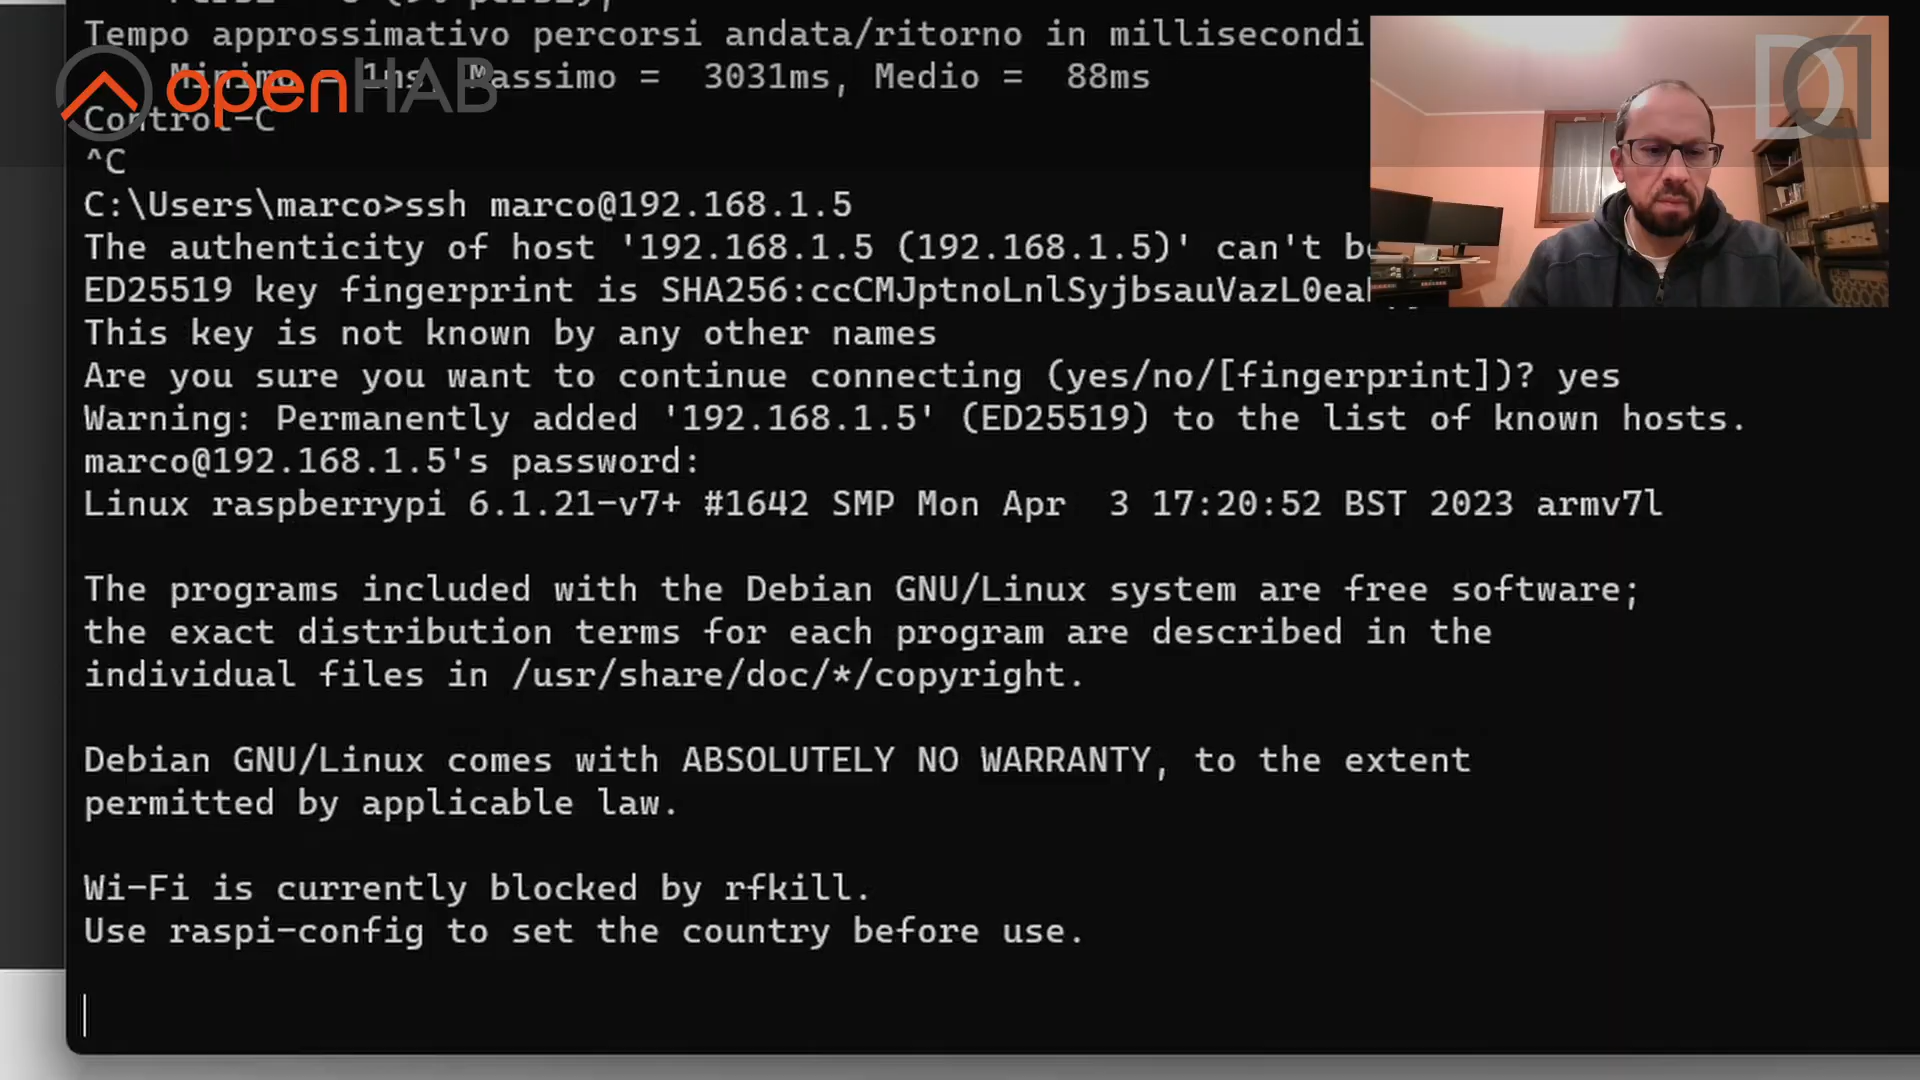 Tempo approssimativo percorsi andata/ritorno in millisecondi
Minimo = 1ms, Massimo =  3031ms, Medio =  88ms
openHAB
Control-C
^C
C:\Users\marco>ssh marco@192.168.1.5
The authenticity of host '192.168.1.5 (192.168.1.5)' can't
ED25519 key fingerprint is
This key is not known by any other names
Are you sure you want to continue connecting (yes/no/[fingerprint])? yes
Warning: Permanently added '192.168.1.5' (ED25519) to the list of known hosts.
marco@192.168.1.5's password:
Linux raspberrypi 6.1.21-v7+ #1642 SMP Mon Apr  3 17:20:52 BST 2023 armv7l
The programs included with the Debian GNU/Linux system are free software;
the exact distribution terms for each program are described in the
individual files in /usr/share/doc/*/copyright.
Debian GNU/Linux comes with ABSOLUTELY NO WARRANTY, to the extent
permitted by applicable law.
Wi-Fi is currently blocked by rfkill.
Use raspi-config to set the country before use.